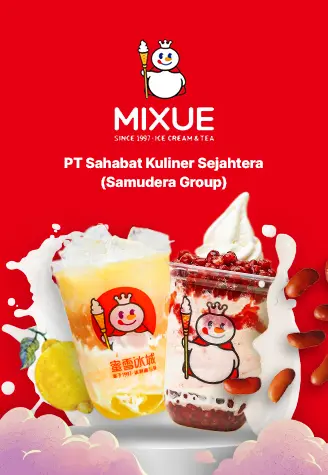 MIXUE
SINCE 1997 · ICE CREAM & TEA
PT Sahabat Kuliner Sejahtera
(Samudera Group)
蜜雪冰城